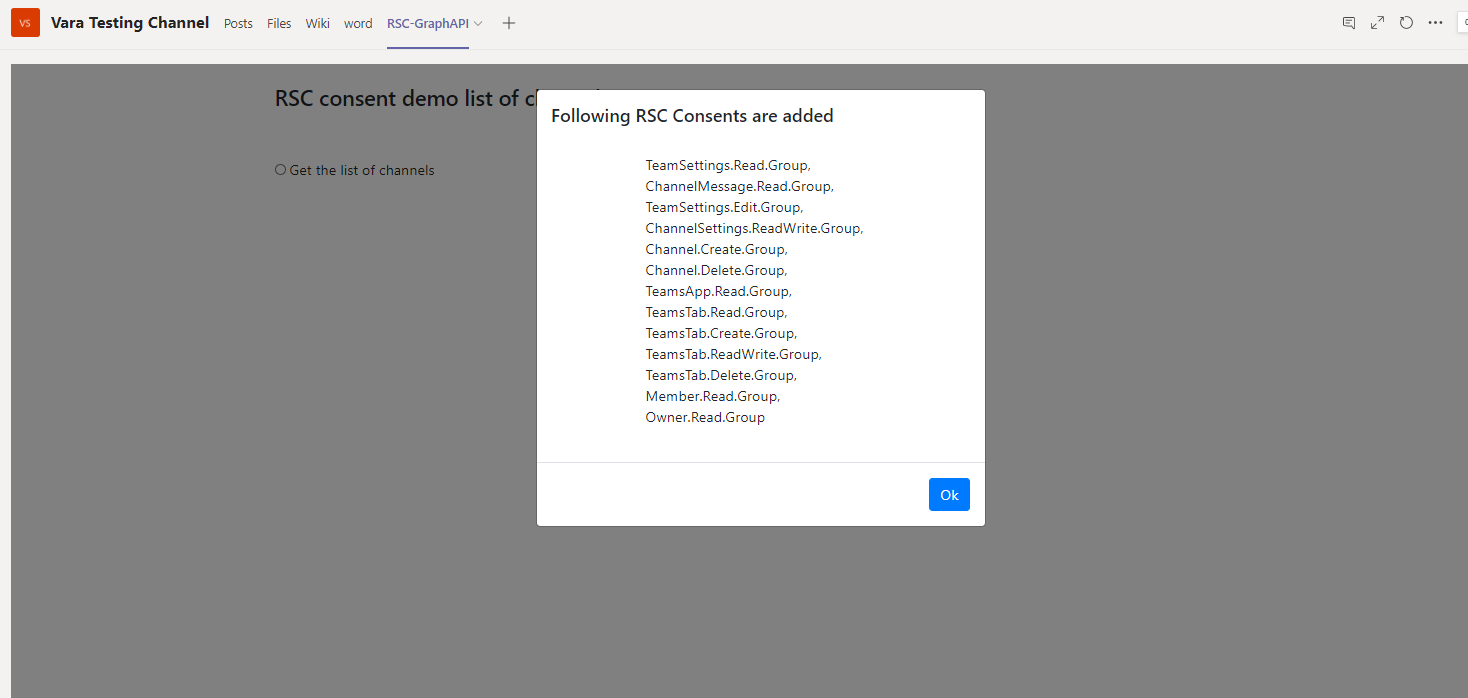 VS Vara Testing Channel Posts Files Wiki word RSC-GraphAPI
RSC consent demo list of
Following RSC Consents are added
Get the list of channels
TeamSettings.Read.Group,
ChannelMessage.Read.Group,
TeamSettings.Edit.Group,
ChannelSettings.ReadWrite.Group,
Channel.Create.Group,
Channel.Delete.Group,
TeamsApp.Read.Group,
TeamsTab.Read.Group,
TeamsTab.Create.Group,
TeamsTab.ReadWrite.Group,
TeamsTab.Delete.Group,
Member.Read.Group,
Owner.Read.Group
Ok